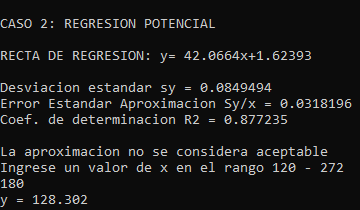 CASO 2: REGRESION POTENCIAL
RECTA DE REGRESION: y= 42.0664x+1.62393
Desviacion estandar sy = 0.0849494
Error Estandar Aproximacion Sy/x = 0.0318196
Coef. de determinacion R2 = 0.877235
La aproximacion no se considera aceptable
Ingrese un valor de x en el rango 120 - 272
180
y = 128.302